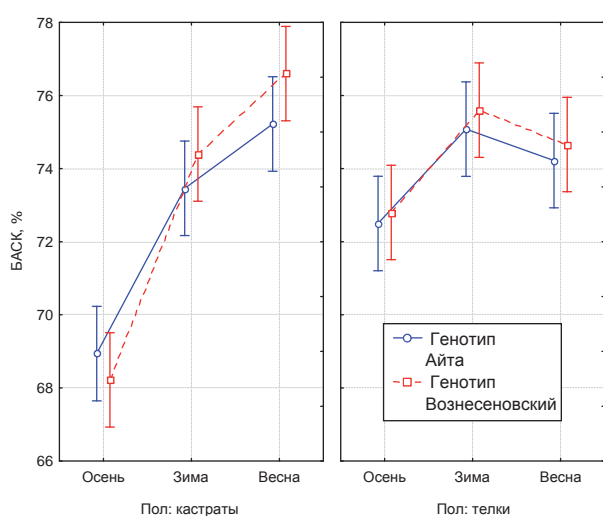 78
76
74
72
70
68
66
БАСК, %
Генотип
Айта
Генотип
Вознесеновский
Осень Зима Весна
Осень Зима Весна
Пол: кастраты
Пол: телки